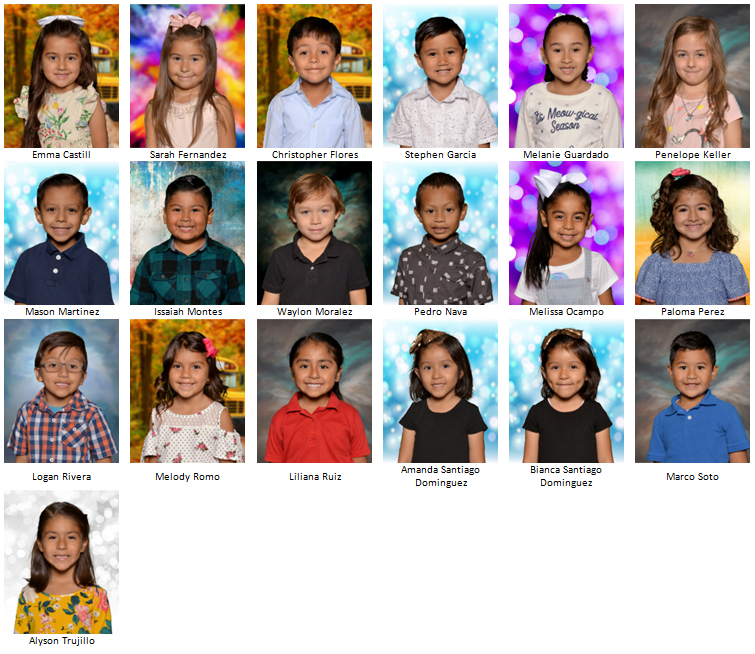 Emma Castill
Sarah Fernandez
Christopher Flores
Stephen Garcia
Melanie Guardado
Penelope Keller
It's Meow-gical
Season
Mason Martinez
Issaiah Montes
Waylon Moralez
Pedro Nava
Melissa Ocampo
Paloma Perez
Logan Rivera
Melody Romo
Liliana Ruiz
Amanda Santiago
Dominguez
Bianca Santiago
Dominguez
Marco Soto
Alyson Trujillo